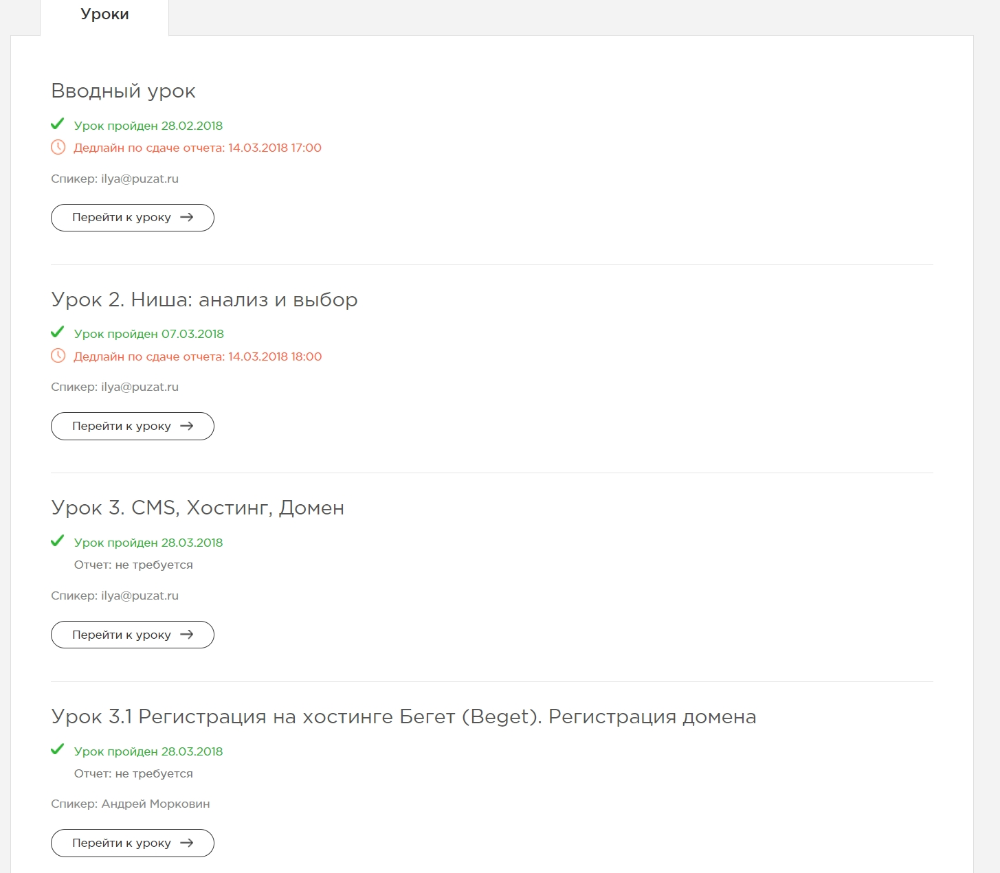 Уроки
Вводный урок
Урок пройден 28.02.2018
Дедлайн по сдаче отчета: 14.03.2018 17:00
Спикер: ilya@puzat.ru
Перейти к уроку
Урок 2. Ниша: анализ и выбор
Урок пройден 07.03.2018
Дедлайн по сдаче отчета: 14.03.2018 18:00
Спикер: ilya@puzat.ru
Перейти к уроку
Урок 3. CMS, Хостинг, Домен
Урок пройден 28.03.2018
Отчет: не требуется
Спикер: ilya@puzat.ru
Перейти к уроку
Урок 3.1 Регистрация на хостинге Бегет (Beget). Регистрация домена
Урок пройден 28.03.2018
Отчет: не требуется
Спикер: Андрей Морковин
Перейти к уроку